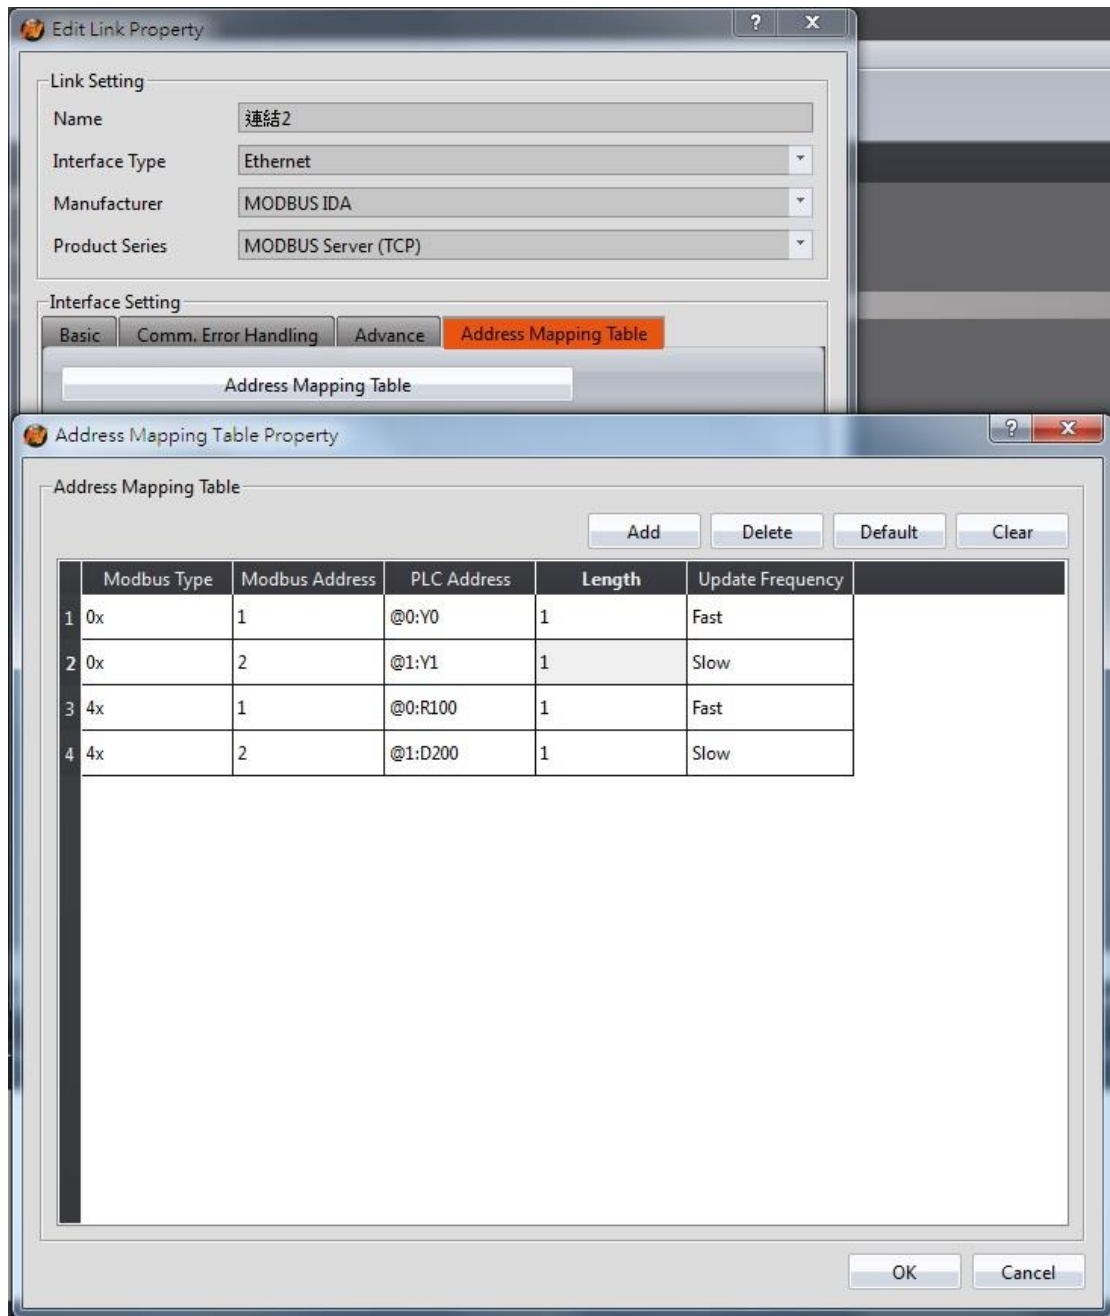 Edit Link Property
Link Setting
Name 連結2
Interface Type Ethernet
Manufacturer MODBUS IDA
Product Series MODBUS Server (TCP)
Interface Setting
Basic Comm. Error Handling Advance Address Mapping Table
Address Mapping Table
Address Mapping Table Property
Address Mapping Table
Add Delete Default Clear
Modbus Type Modbus Address PLC Address Length Update Frequency
1 0x 1 @0:Y0 1 Fast
2 0x 2 @1:Y1 1 Slow
3 4x 1 @0:R100 1 Fast
4 4x 2 @1:D200 1 Slow
OK Cancel